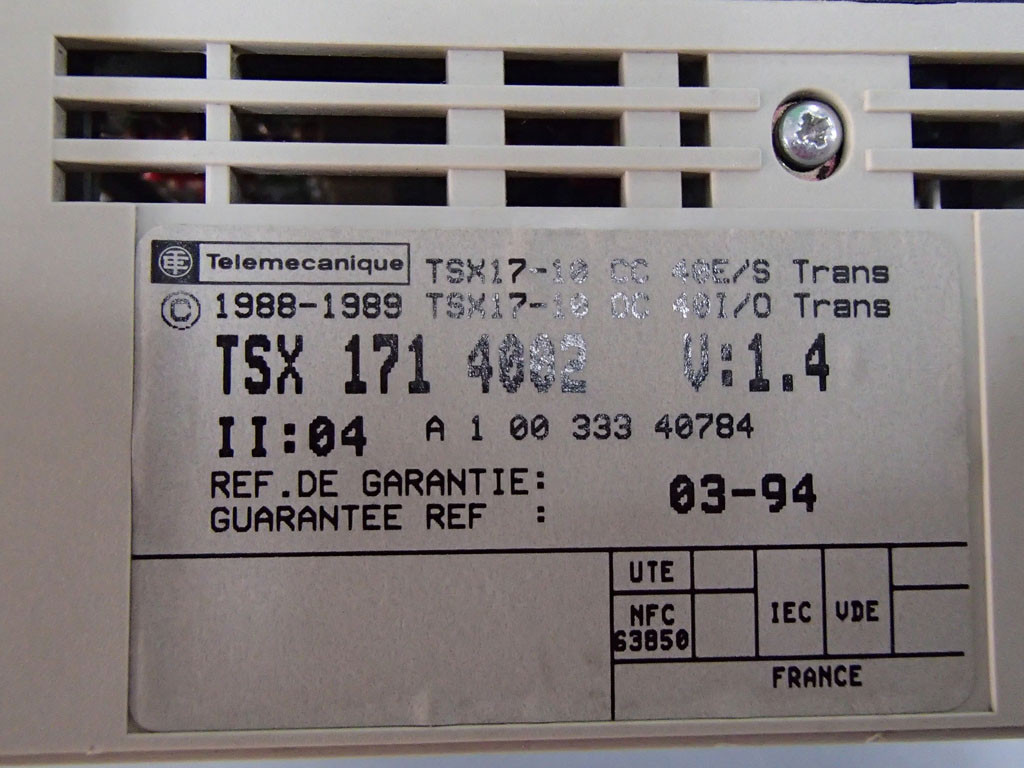 Telemecanique TSX17-10 CC 40E/S Trans
© 1988-1989 TSX17-10 DC 40I/O Trans
TSX 171 4002 V:1.4
II:04 A 1 00 333 40784
REF.DE GARANTIE:
GUARANTEE REF : 03-94
UTE
NFC 63850 IEC VDE
FRANCE